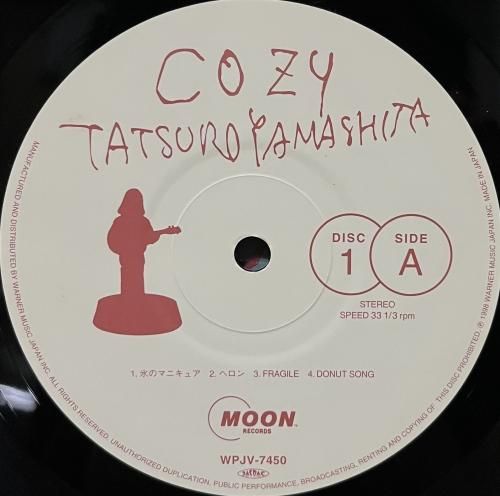 COZY
TATSURO YAMASHITA
DISC
1
SIDE
A
STEREO
SPEED 33 1/3 rpm
1. 氷のマニキュア 2. ヘロン 3. FRAGILE 4. DONUT SONG
MOON
RECORDS
WPJV-7450
JASRAC
MANUFACTURED AND DISTRIBUTED BY WARNER MUSIC JAPAN INC. ALL RIGHTS RESERVED. UNAUTHORIZED DUPLICATION, PUBLIC PERFORMANCE, BROADCASTING, RENTING AND COPYING OF THIS DISC PROHIBITED. ℗ 1998 WARNER MUSIC JAPAN INC. MADE IN JAPAN